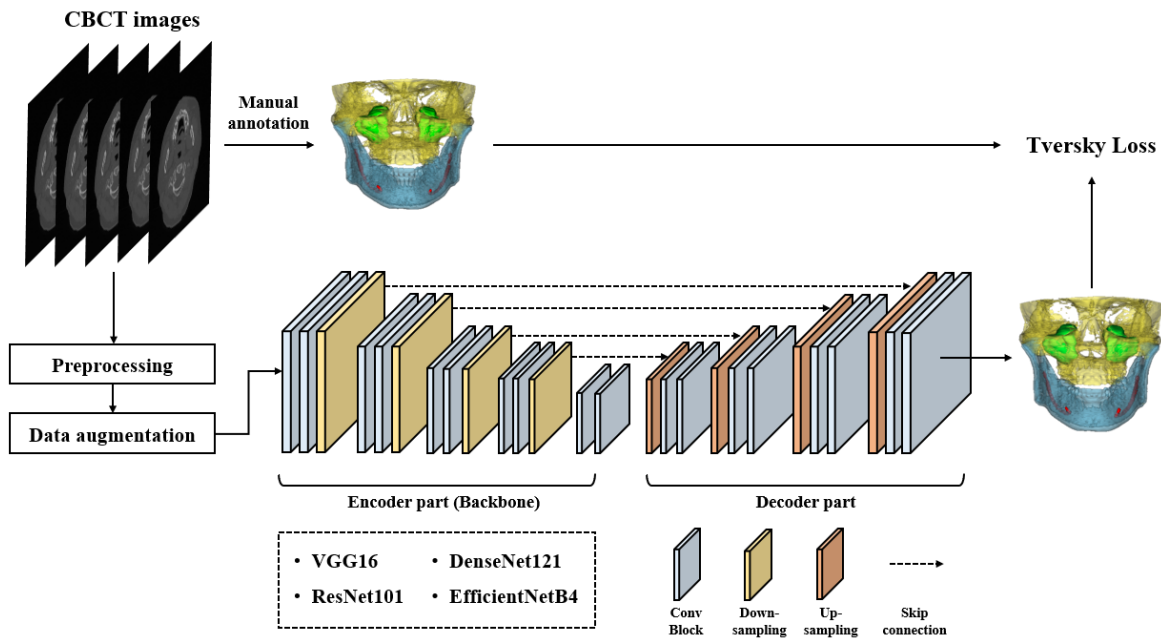 CBCT images
Manual
annotation
Tversky Loss
Preprocessing
Data augmentation
Encoder part (Backbone)
Decoder part
• VGG16
• DenseNet121
• ResNet101
• EfficientNetB4
Conv
Block
Down-
sampling
Up-
sampling
Skip
connection